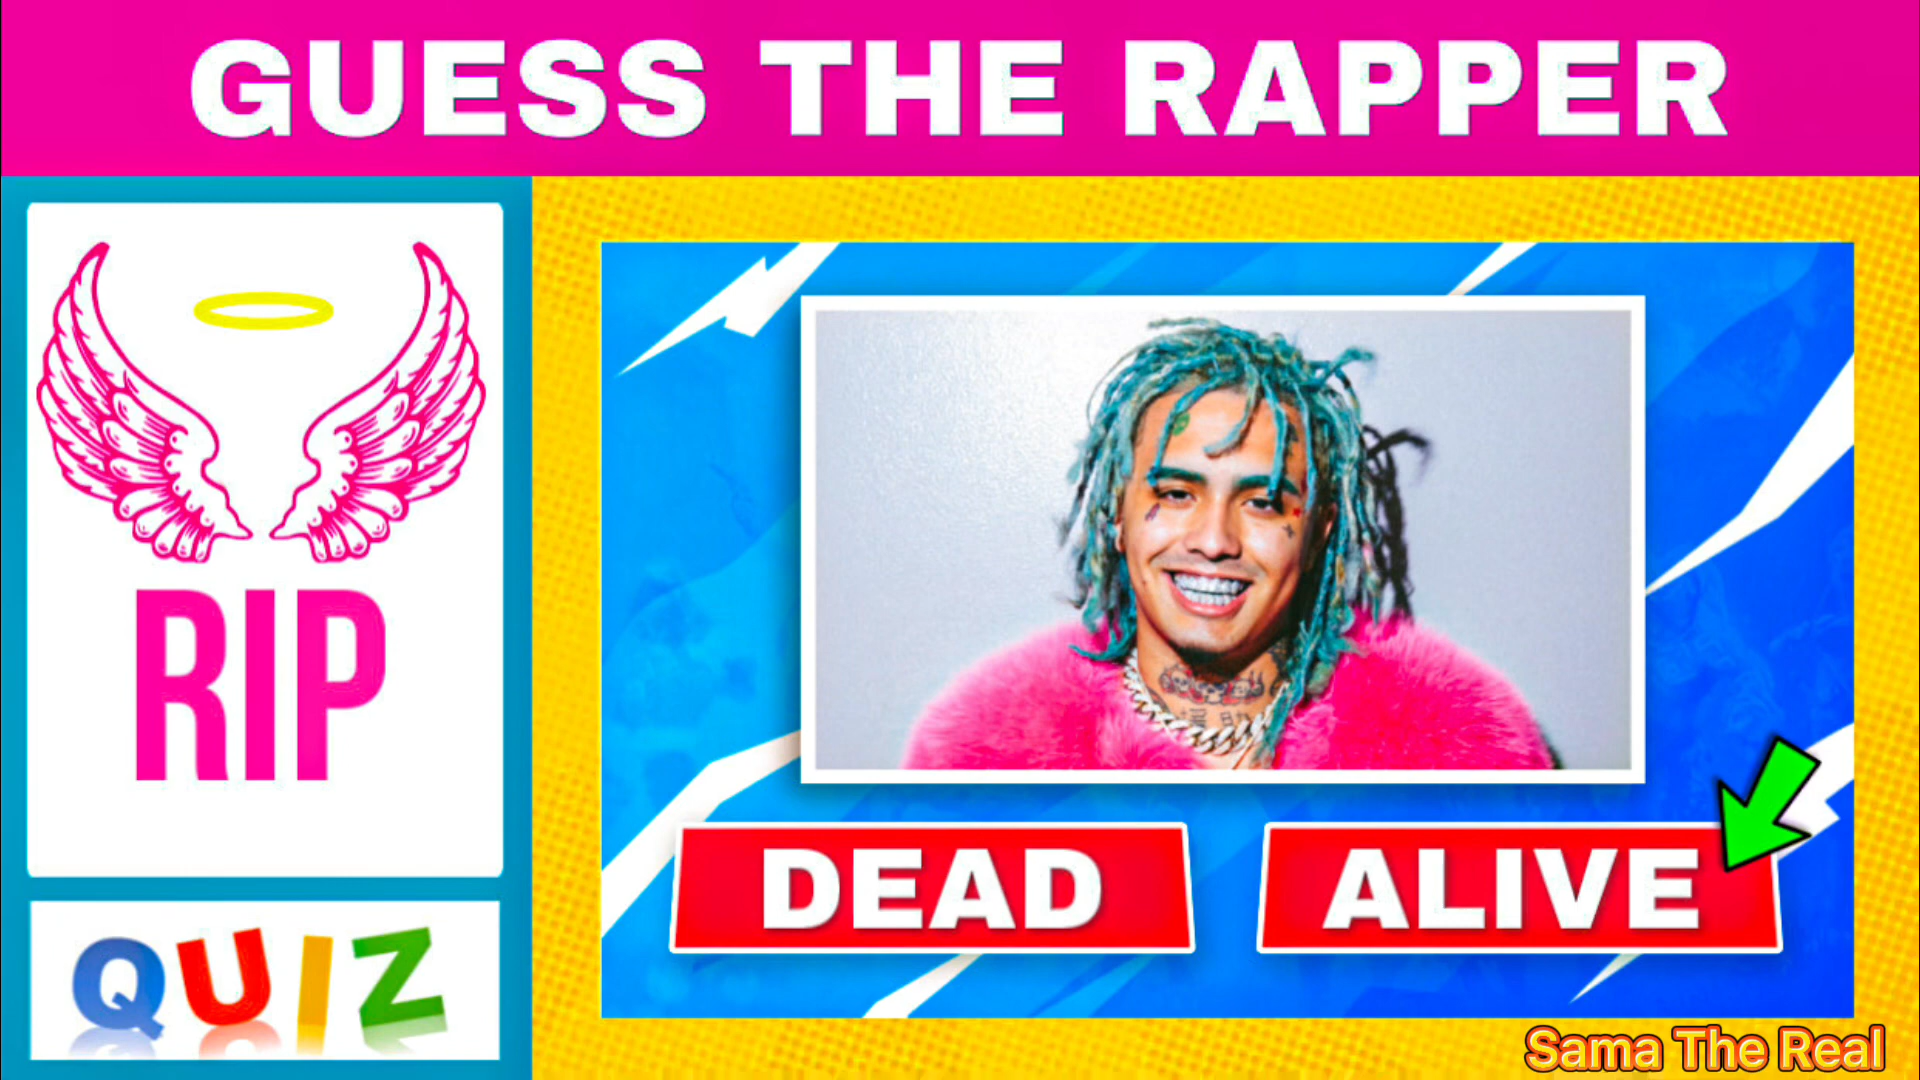 GUESS THE RAPPER
RIP
DEAD
ALIVE
QUIZ
Sama The Real